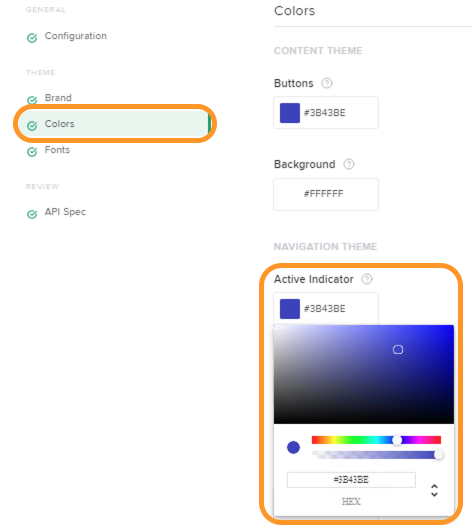 GENERAL
Configuration
THEME
Brand
Colors
Fonts
REVIEW
API Spec
Colors
CONTENT THEME
Buttons ?
#3B43BE
Background ?
#FFFFFF
NAVIGATION THEME
Active Indicator ?
#3B43BE
#3B43BE
HEX